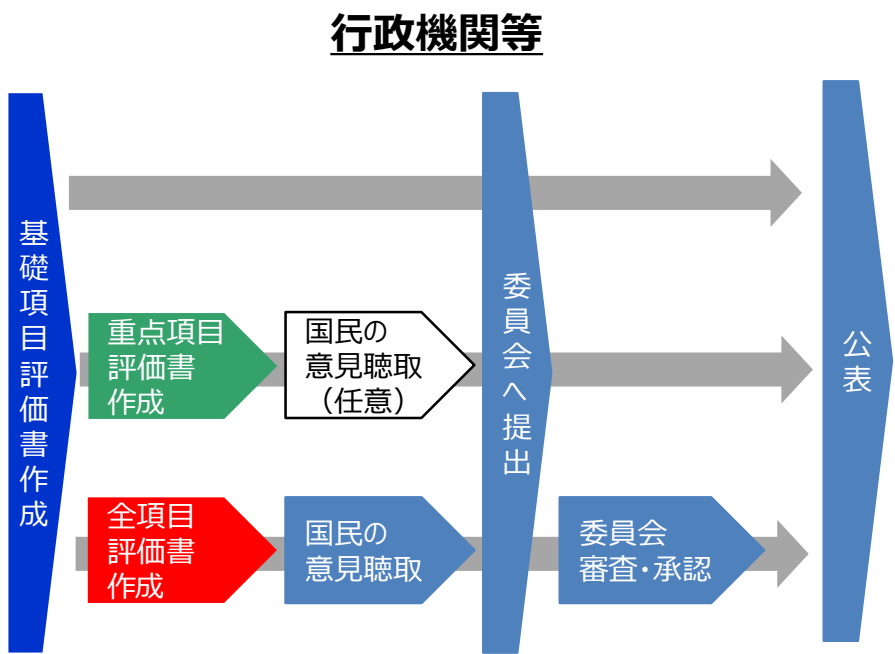 行政機関等
基礎項目評価書作成
重点項目
評価書
作成
国民の
意見聴取
（任意）
全項目
評価書
作成
国民の
意見聴取
委員会へ提出
委員会
審査・承認
公表